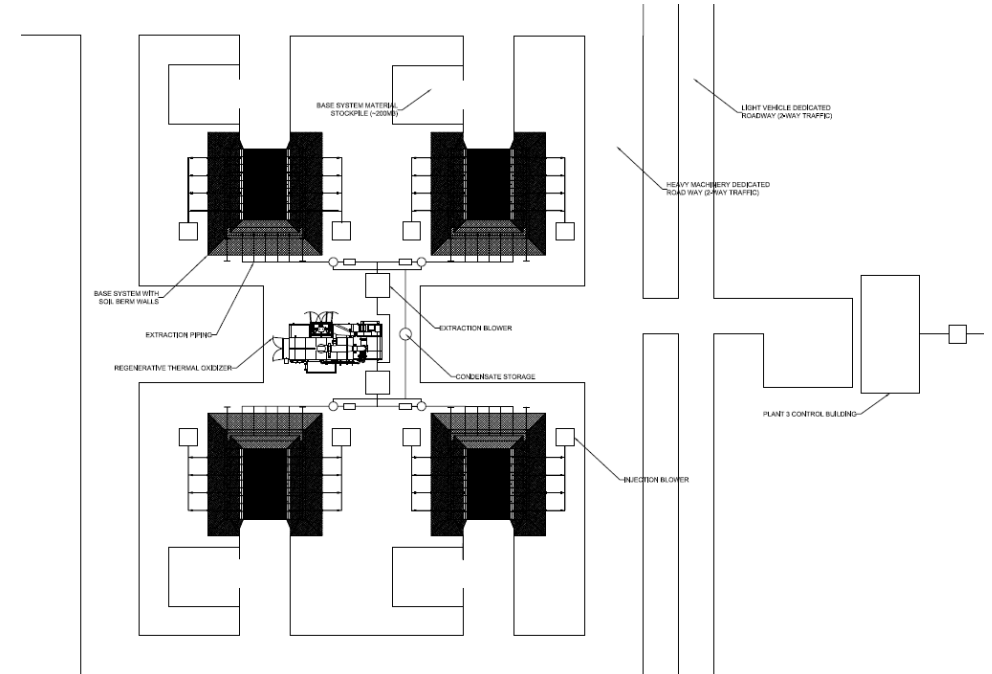 BASE SYSTEM MATERIAL
STOCKPILE (~200M3)
LIGHT VEHICLE DEDICATED
ROADWAY (2-WAY TRAFFIC)
HEAVY MACHINERY DEDICATED
ROAD WAY (2-WAY TRAFFIC)
BASE SYSTEM WITH
SOIL BERM WALLS
EXTRACTION PIPING
EXTRACTION BLOWER
REGENERATIVE THERMAL OXIDIZER
CONDENSATE STORAGE
PLANT 3 CONTROL BUILDING
INJECTION BLOWER